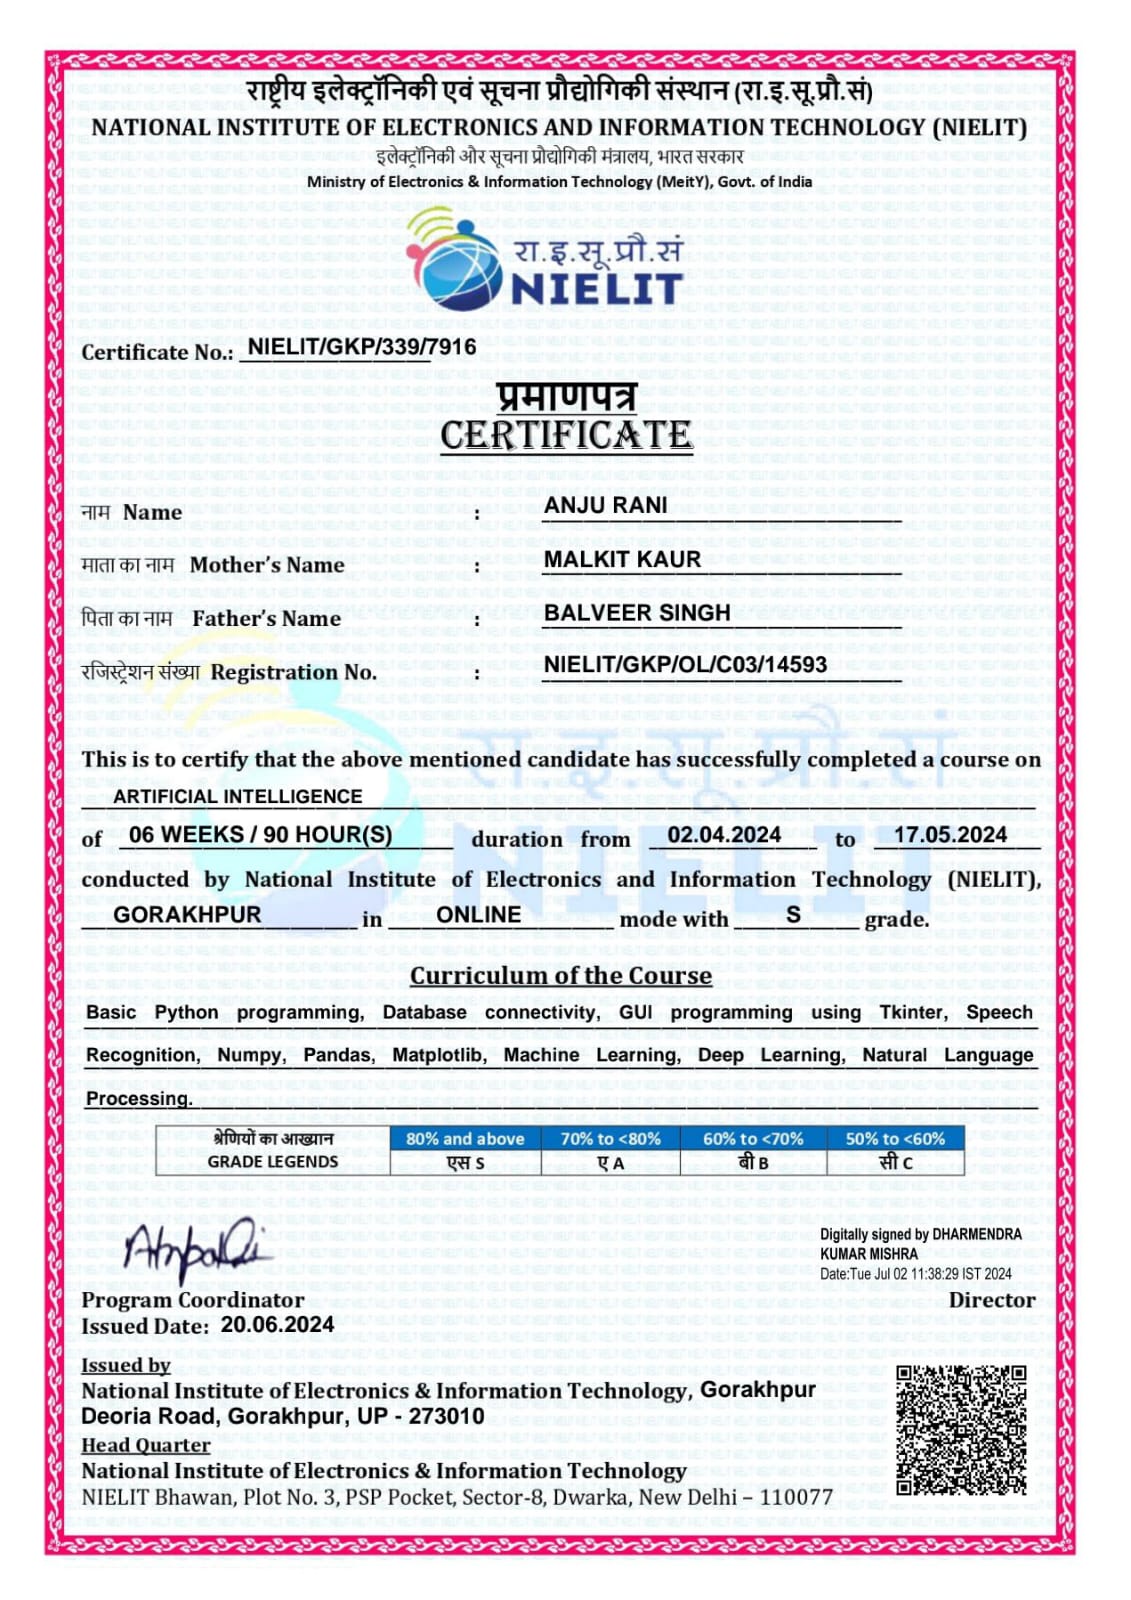 राष्ट्रीय इलेक्ट्रॉनिकी एवं सूचना प्रौद्योगिकी संस्थान (रा.इ.सू.प्रौ.सं)
NATIONAL INSTITUTE OF ELECTRONICS AND INFORMATION TECHNOLOGY (NIELIT)
इलेक्ट्रॉनिकी और सूचना प्रौद्योगिकी मंत्रालय, भारत सरकार
Ministry of Electronics & Information Technology (MeitY), Govt. of India
रा.इ.सू.प्रौ.सं
NIELIT
Certificate No.: NIELIT/GKP/339/7916
प्रमाणपत्र
CERTIFICATE
नाम Name : ANJU RANI
माता का नाम Mother's Name : MALKIT KAUR
पिता का नाम Father's Name : BALVEER SINGH
रजिस्ट्रेशन संख्या Registration No. : NIELIT/GKP/OL/C03/14593
This is to certify that the above mentioned candidate has successfully completed a course on
ARTIFICIAL INTELLIGENCE
of 06 WEEKS / 90 HOUR(S) duration from 02.04.2024 to 17.05.2024
conducted by National Institute of Electronics and Information Technology (NIELIT),
GORAKHPUR in ONLINE mode with S grade.
Curriculum of the Course
Basic Python programming, Database connectivity, GUI programming using Tkinter, Speech
Recognition, Numpy, Pandas, Matplotlib, Machine Learning, Deep Learning, Natural Language
Processing.
श्रेणियों का आख्यान 80% and above 70% to <80% 60% to <70% 50% to <60%
GRADE LEGENDS एस S ए A बी B सी C
Digitally signed by DHARMENDRA
KUMAR MISHRA
Date:Tue Jul 02 11:38:29 IST 2024
Program Coordinator Director
Issued Date: 20.06.2024
Issued by
National Institute of Electronics & Information Technology, Gorakhpur
Deoria Road, Gorakhpur, UP - 273010
Head Quarter
National Institute of Electronics & Information Technology
NIELIT Bhawan, Plot No. 3, PSP Pocket, Sector-8, Dwarka, New Delhi – 110077